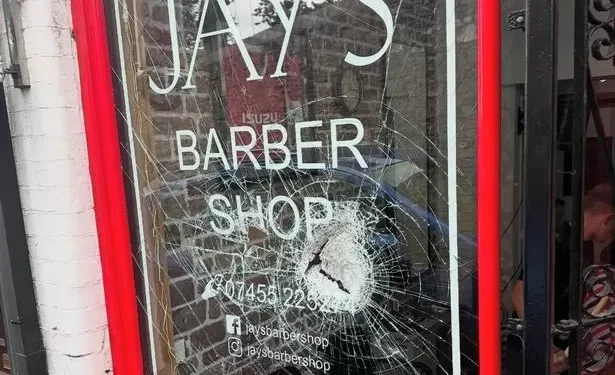 JAY'S
ISUZU
BARBER
SHOP
07455
jaysbarbershop
jaysbarbershop